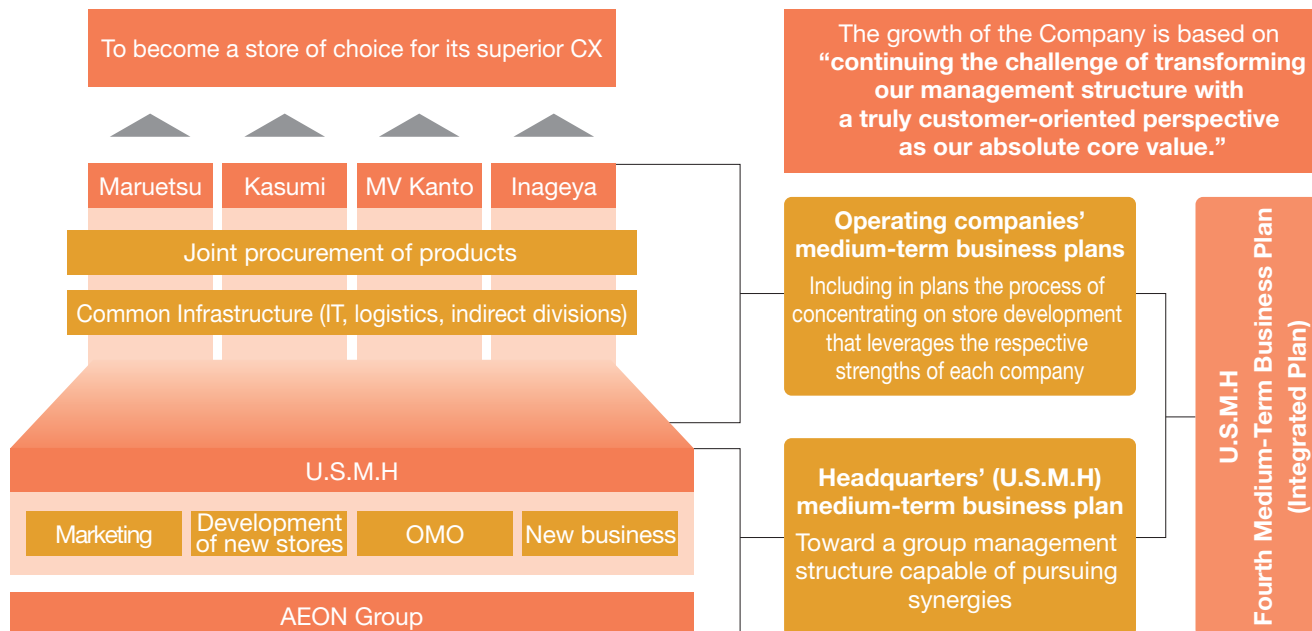 To become a store of choice for its superior CX
Maruetsu
Kasumi
MV Kanto
Inageya
Joint procurement of products
Common Infrastructure (IT, logistics, indirect divisions)
U.S.M.H
Marketing
Development
of new stores
OMO
New business
AEON Group
The growth of the Company is based on
“continuing the challenge of transforming
our management structure with
a truly customer-oriented perspective
as our absolute core value.”
Operating companies’
medium-term business plans
Including in plans the process of
concentrating on store development
that leverages the respective
strengths of each company
Headquarters’ (U.S.M.H)
medium-term business plan
Toward a group management
structure capable of pursuing
synergies
U.S.M.H
Fourth Medium-Term Business Plan
(Integrated Plan)